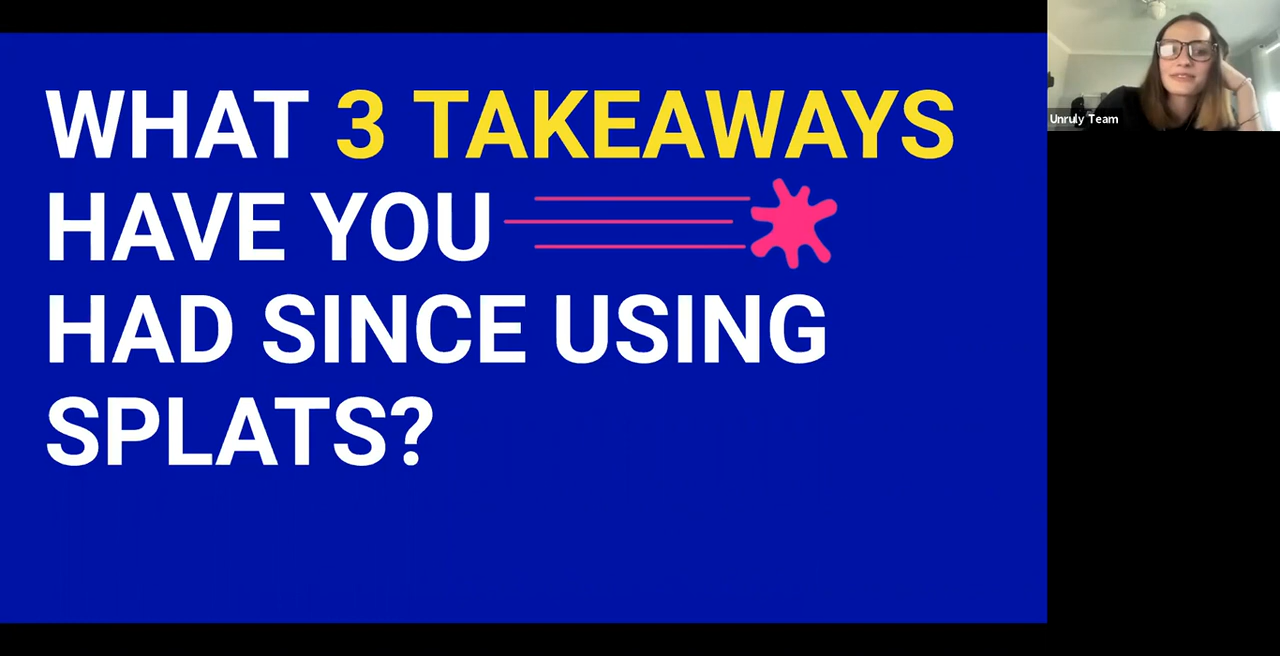 WHAT 3 TAKEAWAYS
HAVE YOU
HAD SINCE USING
SPLATS?
Unruly Team